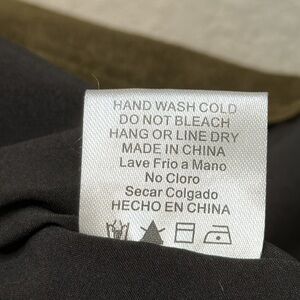 HAND WASH COLD
DO NOT BLEACH
HANG OR LINE DRY
MADE IN CHINA
Lave Frio a Mano
No Cloro
Secar Colgado
HECHO EN CHINA